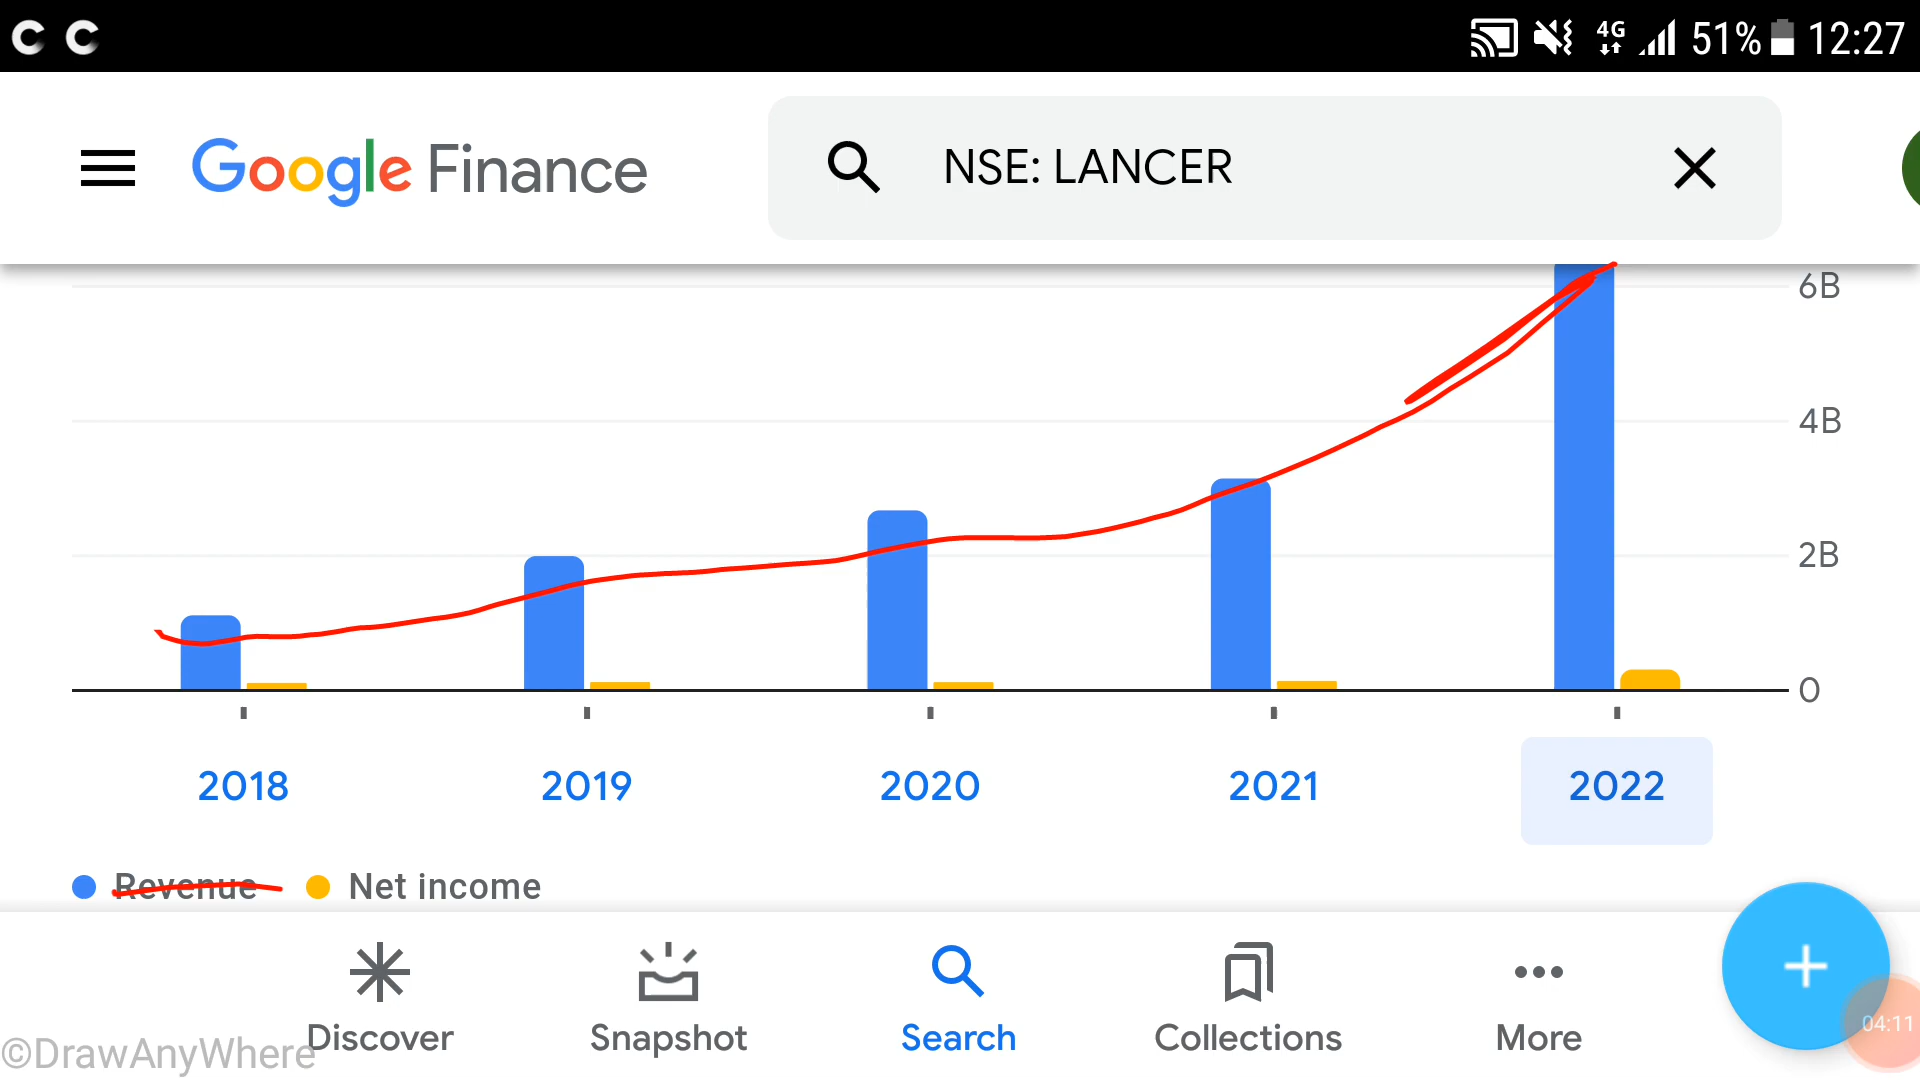 C C 4G 51% 12:27
Google Finance NSE: LANCER
6B
4B
2B
0
2018 2019 2020 2021 2022
Revenue Net income
Discover Snapshot Search Collections More
04:11
©DrawAnyWhere